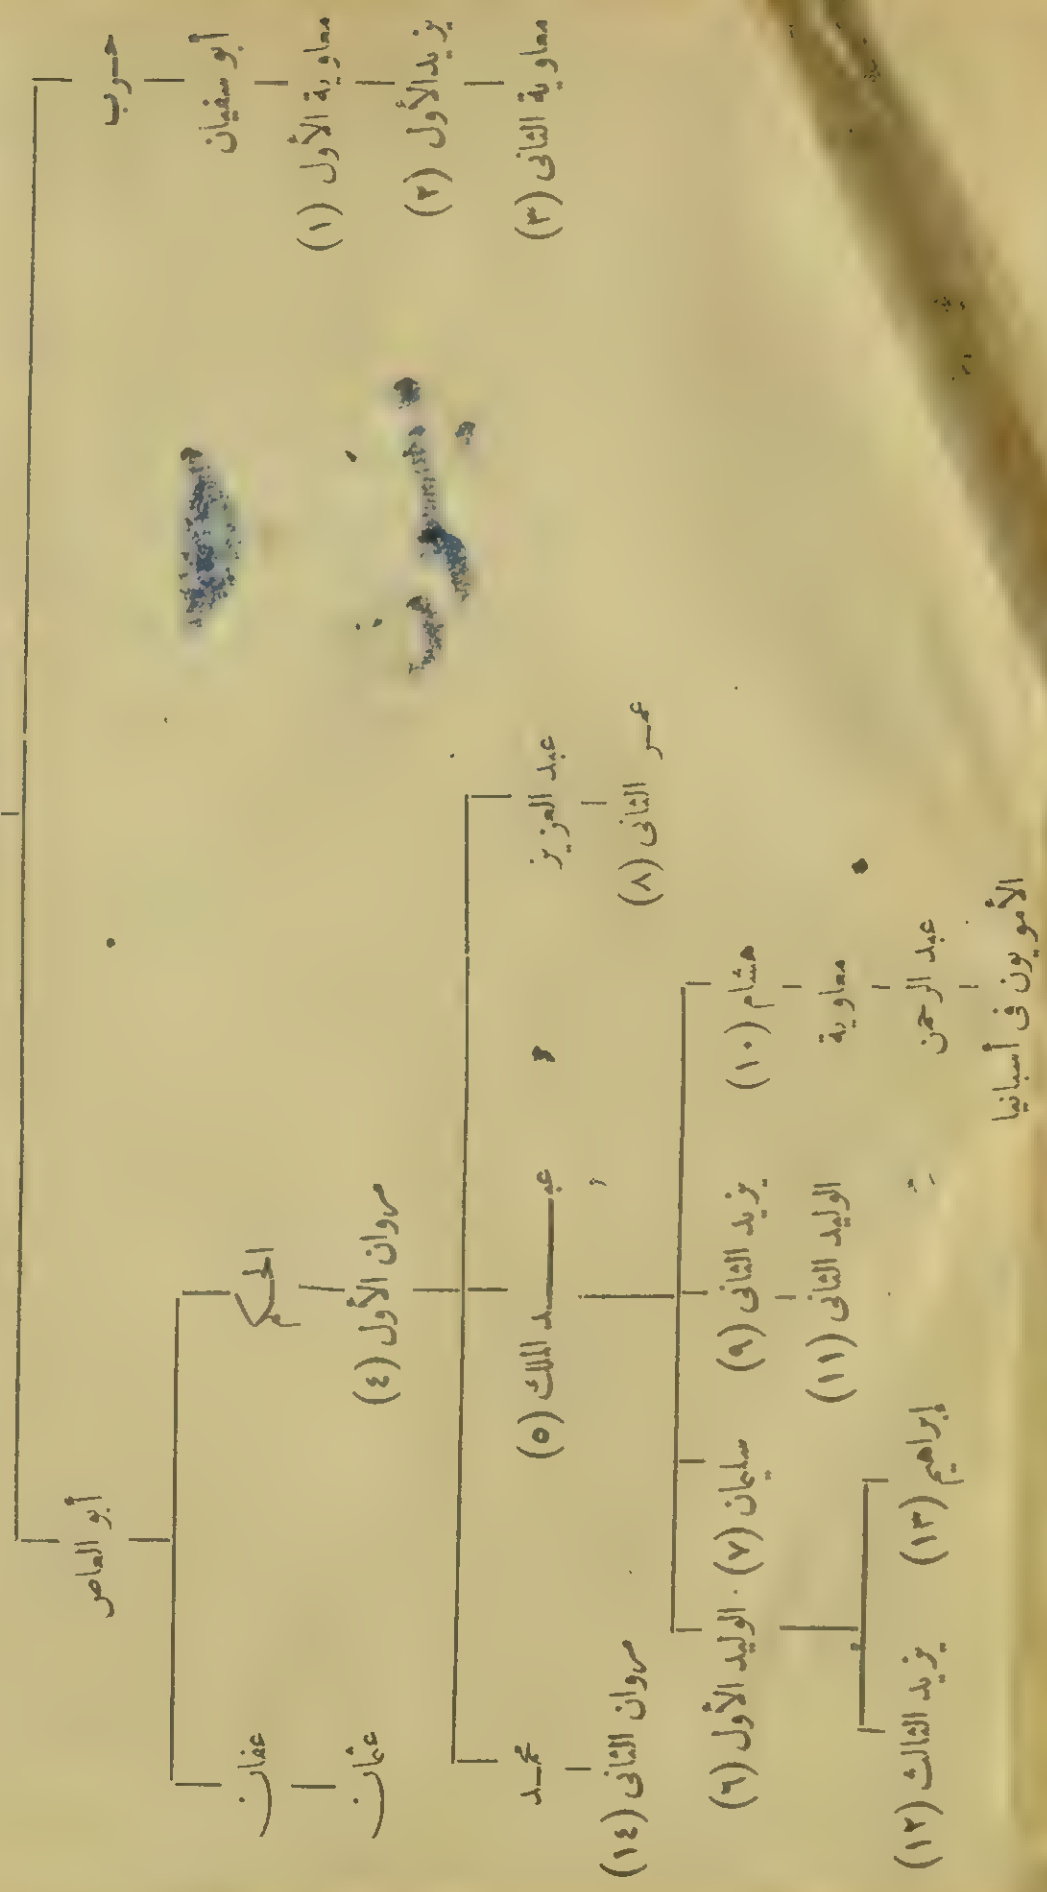 حرب
أبو سفيان
معاوية الأول (١)
يزيد الأول (٢)
معاوية الثانى (٣)
أبو العاص
الحكم
مروان الأول (٤)
عفان
عثمان
عبد العزيز
عمر الثانى (٨)
عبد الملك (٥)
محمد
مروان الثانى (١٤)
هشام (١٠)
معاوية
عبد الرحمن
الأمويون فى أسبانيا
يزيد الثانى (٩)
الوليد الثانى (١١)
سليمان (٧)
الوليد الأول (٦)
إبراهيم (١٣)
يزيد الثالث (١٢)